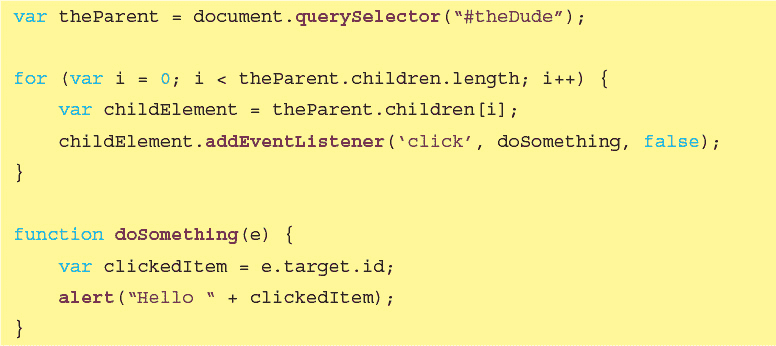 var theParent = document.querySelector(“#theDude”);
for (var i = 0; i < theParent.children.length; i++) {
var childElement = theParent.children[i];
childElement.addEventListener(‘click’, doSomething, false);
}
function doSomething(e) {
var clickedItem = e.target.id;
alert(“Hello “ + clickedItem);
}